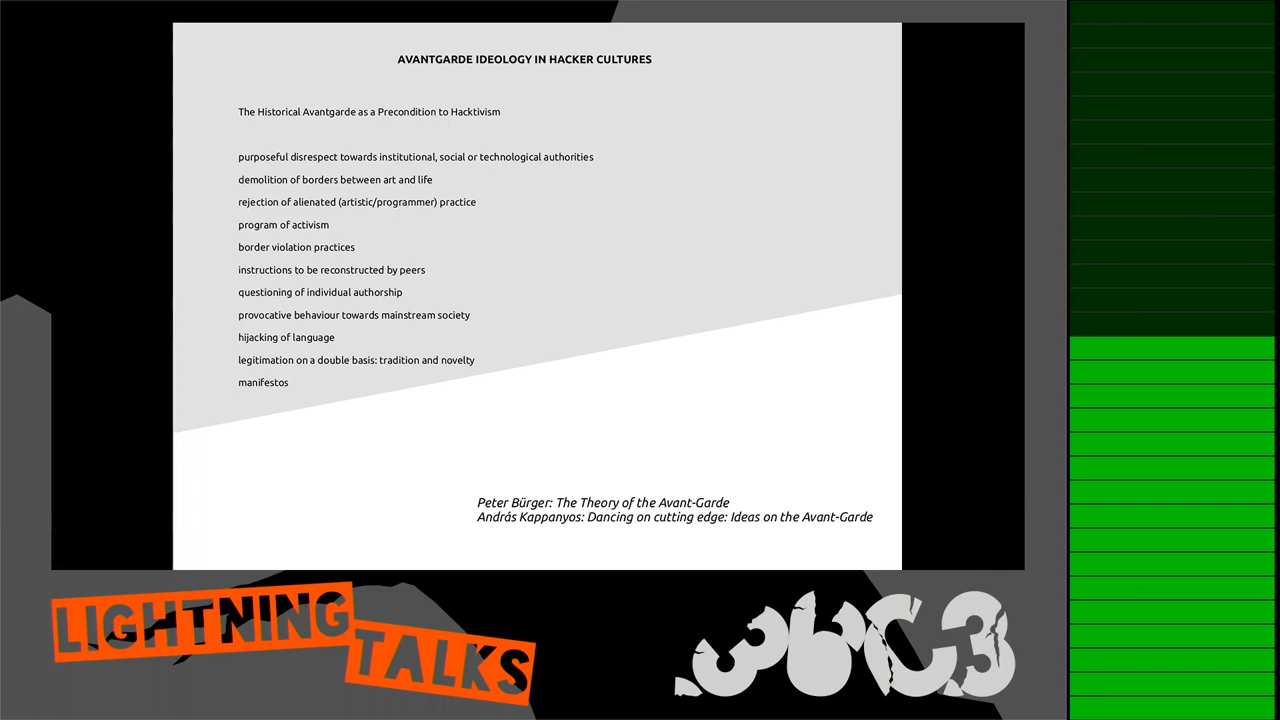 AVANTGARDE IDEOLOGY IN HACKER CULTURES
The Historical Avantgarde as a Precondition to Hacktivism
purposeful disrespect towards institutional, social or technological authorities
demolition of borders between art and life
rejection of alienated (artistic/programmer) practice
program of activism
border violation practices
instructions to be reconstructed by peers
questioning of individual authorship
provocative behaviour towards mainstream society
hijacking of language
legitimation on a double basis: tradition and novelty
manifestos
Peter Bürger: The Theory of the Avant-Garde
András Kappanyos: Dancing on cutting edge: Ideas on the Avant-Garde
LIGHTNING
TALKS
.36C3